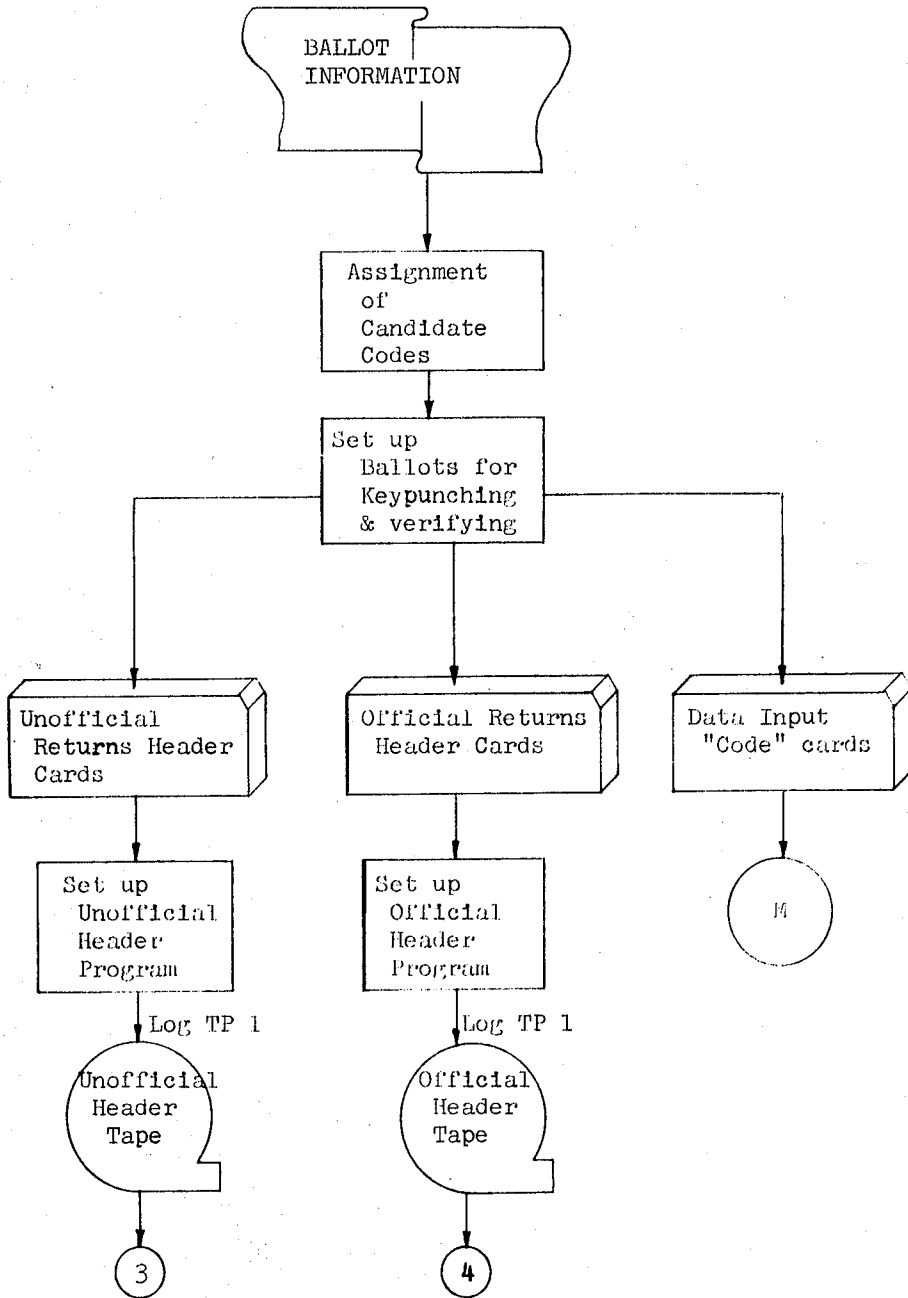 BALLOT
INFORMATION
Assignment
of
Candidate
Codes
Set up
Ballots for
Keypunching
& verifying
Unofficial
Returns Header
Cards
Official Returns
Header Cards
Data Input
"Code" cards
Set up
Unofficial
Header
Program
Set up
Official
Header
Program
M
Log TP 1
Log TP 1
Unofficial
Header
Tape
Official
Header
Tape
3
4